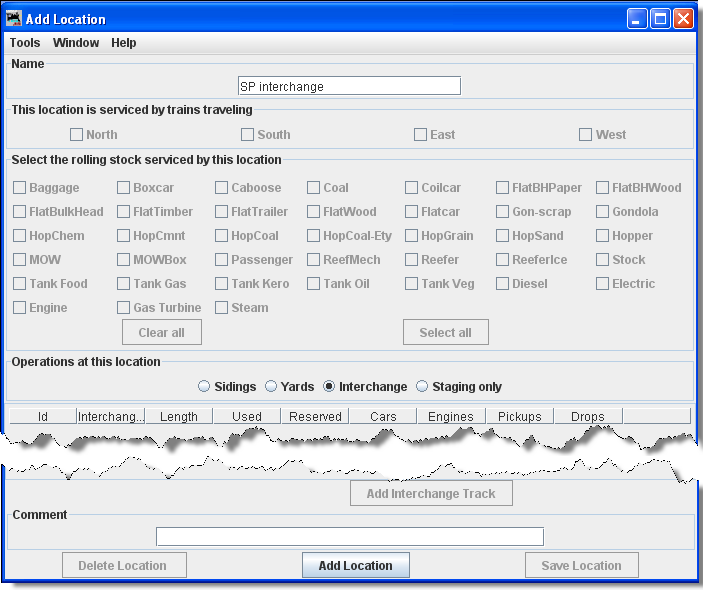 Add Location
Tools Window Help
Name
SP interchange
This location is serviced by trains traveling
North South East West
Select the rolling stock serviced by this location
Baggage Boxcar Caboose Coal Coilcar FlatBHPaper FlatBHWood
FlatBulkHead FlatTimber FlatTrailer FlatWood Flatcar Gon-scrap Gondola
HopChem HopCmnt HopCoal HopCoal-Ety HopGrain HopSand Hopper
MOW MOWBox Passenger ReefMech Reefer ReeferIce Stock
Tank Food Tank Gas Tank Kero Tank Oil Tank Veg Diesel Electric
Engine Gas Turbine Steam
Clear all Select all
Operations at this location
Sidings Yards Interchange Staging only
Id Interchang... Length Used Reserved Cars Engines Pickups Drops
Add Interchange Track
Comment
Delete Location Add Location Save Location